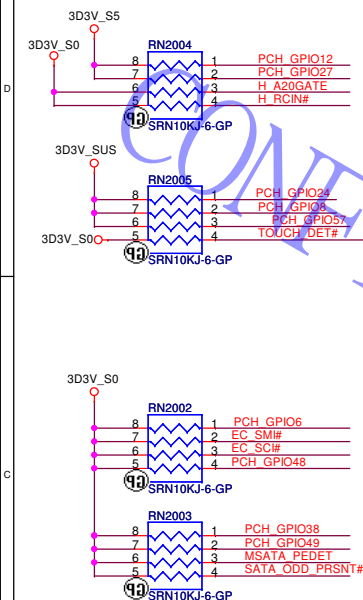 3D3V_S5
3D3V_S0
RN2004
8 1 PCH_GPIO12
7 2 PCH_GPIO27
6 3 H_A20GATE
5 4 H_RCIN#
SRN10KJ-6-GP
D
3D3V_SUS
RN2005
8 1 PCH_GPIO24
7 2 PCH_GPIO8
6 3 PCH_GPIO57
3D3V_S0 5 4 TOUCH_DET#
SRN10KJ-6-GP
CONF
3D3V_S0
RN2002
8 1 PCH_GPIO6
7 2 EC_SMI#
6 3 EC_SCI#
5 4 PCH_GPIO48
C
SRN10KJ-6-GP
RN2003
8 1 PCH_GPIO38
7 2 PCH_GPIO49
6 3 MSATA_PEDET
5 4 SATA_ODD_PRSNT#
SRN10KJ-6-GP